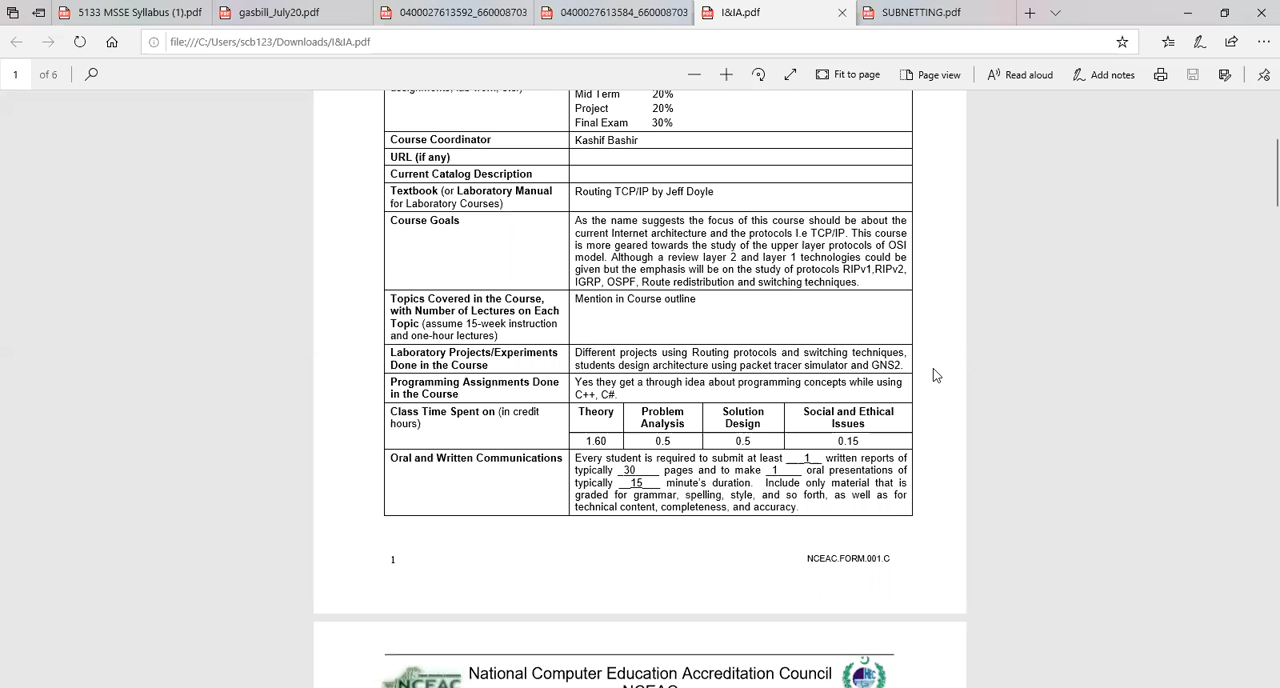 5133 MSSE Syllabus (1).pdf
gasbill_July20.pdf
0400027613592_660008703
0400027613584_660008703
I&IA.pdf
SUBNETTING.pdf
file:///C:/Users/scb123/Downloads/I&IA.pdf
1 of 6
Fit to page
Page view
Read aloud
Add notes
Mid Term 20%
Project 20%
Final Exam 30%
Course Coordinator
Kashif Bashir
URL (if any)
Current Catalog Description
Textbook (or Laboratory Manual
for Laboratory Courses)
Routing TCP/IP by Jeff Doyle
Course Goals
As the name suggests the focus of this course should be about the
current Internet architecture and the protocols I.e TCP/IP. This course
is more geared towards the study of the upper layer protocols of OSI
model. Although a review layer 2 and layer 1 technologies could be
given but the emphasis will be on the study of protocols RIPv1,RIPv2,
IGRP, OSPF, Route redistribution and switching techniques.
Topics Covered in the Course,
with Number of Lectures on Each
Topic (assume 15-week instruction
and one-hour lectures)
Mention in Course outline
Laboratory Projects/Experiments
Done in the Course
Different projects using Routing protocols and switching techniques,
students design architecture using packet tracer simulator and GNS2.
Programming Assignments Done
in the Course
Yes they get a through idea about programming concepts while using
C++, C#.
Class Time Spent on (in credit
hours)
Theory
Problem
Analysis
Solution
Design
Social and Ethical
Issues
1.60
0.5
0.5
0.15
Oral and Written Communications
Every student is required to submit at least ___1_ written reports of
typically _30____ pages and to make _1____ oral presentations of
typically __15___ minute's duration. Include only material that is
graded for grammar, spelling, style, and so forth, as well as for
technical content, completeness, and accuracy.
1
NCEAC.FORM.001.C
National Computer Education Accreditation Council
NCEAC
NCEAC